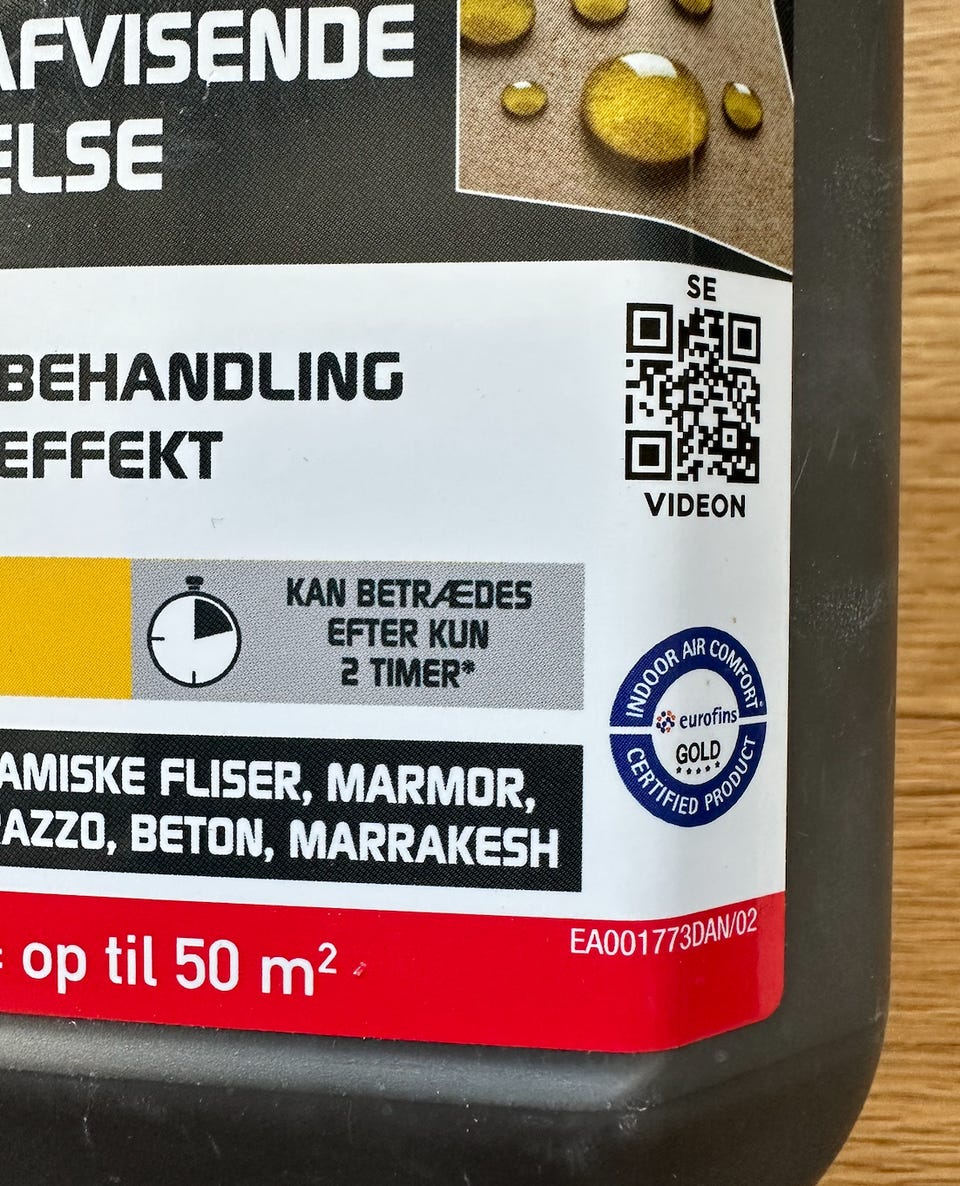 AFVISENDE
ELSE
SE
VIDEON
BEHANDLING
EFFEKT
KAN BETRÆDES
EFTER KUN
2 TIMER*
INDOOR AIR COMFORT®
eurofins
GOLD
CERTIFIED PRODUCT
AMISKE FLISER, MARMOR,
RAZZO, BETON, MARRAKESH
= op til 50 m²
EA001773DAN/02